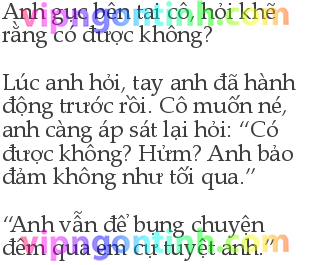 Anh gục bên tai cô, hỏi khẽ
rằng có được không?
Lúc anh hỏi, tay anh đã hành
động trước rồi. Cô muốn né,
anh càng áp sát lại hỏi: “Có
được không? Hửm? Anh bảo
đảm không như tối qua.”
“Anh vẫn để bụng chuyện
đêm qua em cự tuyệt anh.”
vipngontinh.com
vipngontinh.com